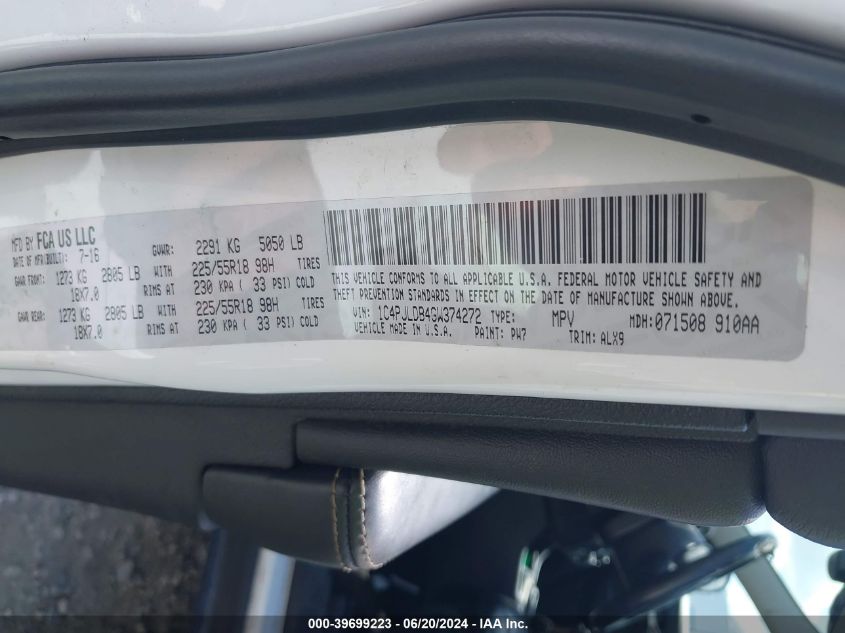 MFD BY FCA US LLC
DATE OF MFR(BUILT): 7-16 GVWR: 2291 KG 5050 LB
GAWR FRONT: 1273 KG 2805 LB WITH 225/55R18 98H TIRES
18X7.0 RIMS AT 230 KPA ( 33 PSI) COLD
GAWR REAR: 1273 KG 2805 LB WITH 225/55R18 98H TIRES
18X7.0 RIMS AT 230 KPA ( 33 PSI) COLD
THIS VEHICLE CONFORMS TO ALL APPLICABLE U.S.A. FEDERAL MOTOR VEHICLE SAFETY AND
THEFT PREVENTION STANDARDS IN EFFECT ON THE DATE OF MANUFACTURE SHOWN ABOVE.
VIN: 1C4PJLDB4GW374272 TYPE: MPV MDH: 071508 910AA
VEHICLE MADE IN U.S.A. PAINT: PW7 TRIM: ALX9
000-39699223 - 06/20/2024 - IAA Inc.